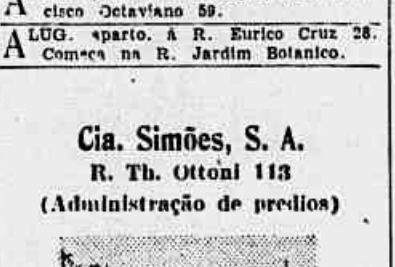 A cisco Octaviano 59.
ALUG. aparto. à R. Eurico Cruz 28.
Começa na R. Jardim Botanico.
Cia. Simões, S. A.
R. Th. Ottoni 113
(Administração de predios)